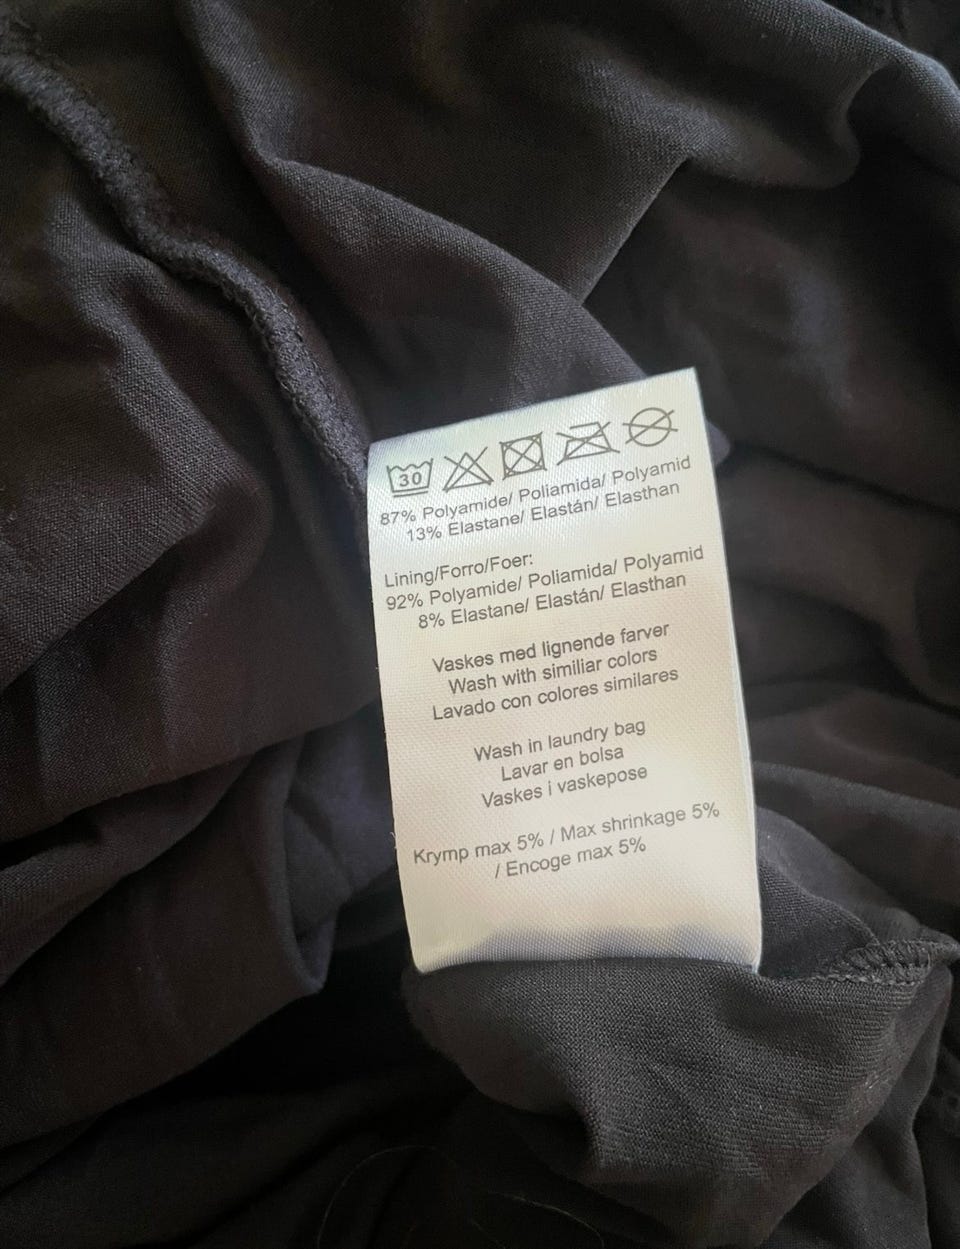 30
87% Polyamide/ Poliamida/ Polyamid
13% Elastane/ Elastán/ Elasthan
Lining/Forro/Foer:
92% Polyamide/ Poliamida/ Polyamid
8% Elastane/ Elastán/ Elasthan
Vaskes med lignende farver
Wash with similiar colors
Lavado con colores similares
Wash in laundry bag
Lavar en bolsa
Vaskes i vaskepose
Krymp max 5% / Max shrinkage 5%
/ Encoge max 5%